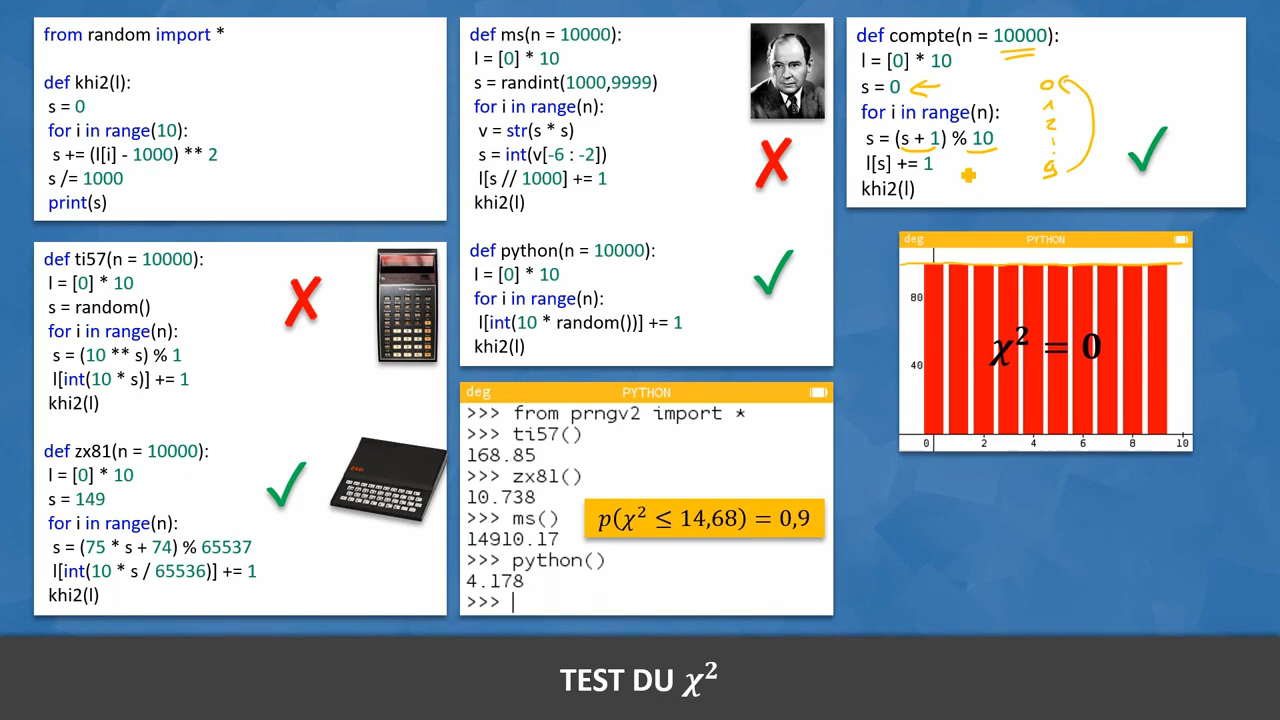 from random import *
def khi2(l):
s = 0
for i in range(10):
s += (l[i] - 1000) ** 2
s /= 1000
print(s)
def ti57(n = 10000):
l = [0] * 10
s = random()
for i in range(n):
s = (10 ** s) % 1
l[int(10 * s)] += 1
khi2(l)
def zx81(n = 10000):
l = [0] * 10
s = 149
for i in range(n):
s = (75 * s + 74) % 65537
l[int(10 * s / 65536)] += 1
khi2(l)
def ms(n = 10000):
l = [0] * 10
s = randint(1000,9999)
for i in range(n):
v = str(s * s)
s = int(v[-6 : -2])
l[s // 1000] += 1
khi2(l)
def python(n = 10000):
l = [0] * 10
for i in range(n):
l[int(10 * random())] += 1
khi2(l)
deg PYTHON
>>> from prngv2 import *
>>> ti57()
168.85
>>> zx81()
10.738
>>> ms()
14910.17
>>> python()
4.178
>>>
p(χ² ≤ 14,68) = 0,9
def compte(n = 10000):
l = [0] * 10
s = 0
for i in range(n):
s = (s + 1) % 10
l[s] += 1
khi2(l)
0
1
2
:
9
deg PYTHON
80
40
χ² = 0
0 2 4 6 8 10
TEST DU χ²